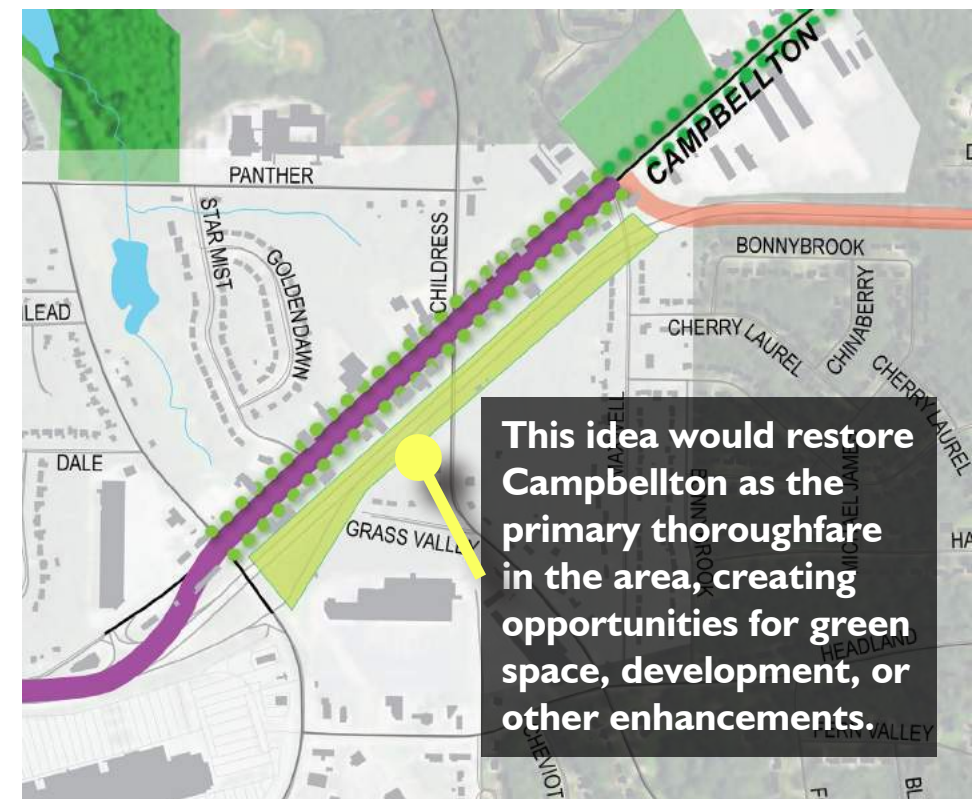 CAMPBELLTON
PANTHER
STAR MIST
GOLDENDAWN
CHILDRESS
BONNYBROOK
LEAD
CHERRY LAUREL
CHINABERRY
CHERRY LAUREL
DALE
GRASS VALLEY
This idea would restore
Campbellton as the
primary thoroughfare
in the area, creating
opportunities for green
space, development, or
other enhancements.
HA
HEADLAND
FERN VALLEY
CHEVIOT
F
BL